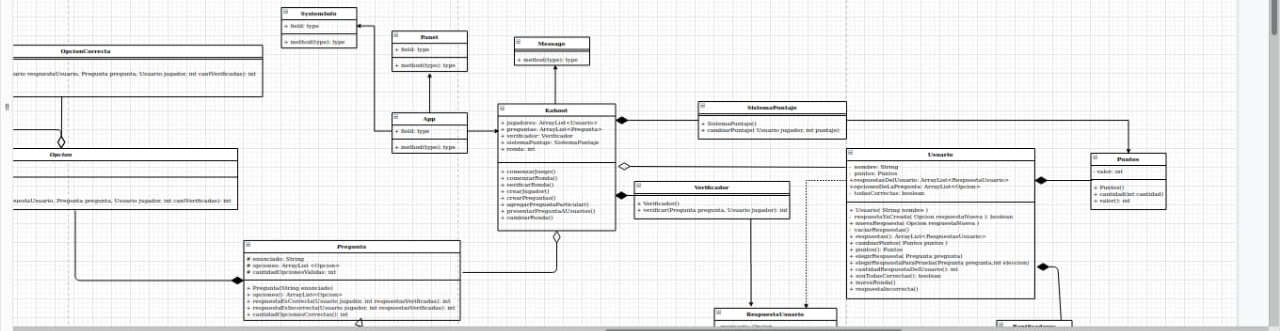 SystemInfo
+ field: type
+ method(type): type
OpcionCorrecta
respuestaUsuario, Pregunta pregunta, Usuario jugador, int cantVerificadas): int
Panel
+ field: type
+ method(type): type
Message
+ method(type): type
App
+ field: type
+ method(type): type
Kahoot
+ jugadores: ArrayList<Usuario>
+ preguntas: ArrayList<Pregunta>
+ verificador: Verificador
+ sistemaPuntaje: SistemaPuntaje
+ ronda: int
+ comenzarJuego()
+ comenzarRonda()
+ verificarRonda()
+ crearJugador()
+ crearPreguntas()
+ agregarPreguntaParticular()
+ presentarPreguntaAUsuarios()
+ cambiarRonda()
SistemaPuntaje
+ SistemaPuntaje()
+ cambiarPuntaje( Usuario jugador, int puntaje)
Opcion
Pregunta pregunta, Usuario jugador, int cantVerificadas): int
Verificador
+ Verificador()
+ verificar(Pregunta pregunta, Usuario jugador): int
Usuario
- nombre: String
- puntos: Puntos
+respuestasDelUsuario: ArrayList<RespuestaUsuario>
+opcionesDeLaPregunta: ArrayList<Opcion>
- todasCorrectas: boolean
+ Usuario( String nombre )
- respuestaYaCreada( Opcion respuestaNueva ): boolean
+ nuevaRespuesta( Opcion respuestaNueva )
- vaciarRespuestas()
+ respuestas(): ArrayList<RespuestasUsuario>
+ cambiarPuntos( Puntos puntos )
+ puntos(): Puntos
+ elegirRespuesta( Pregunta pregunta)
+ elegirRespuestaParaPrueba(Pregunta pregunta,int eleccion)
+ cantidadRespuestaDelUsuario(): int
+ sonTodasCorrectas(): boolean
+ nuevaRonda()
+ respuestaIncorrecta()
Puntos
- valor: int
+ Puntos()
+ cantidad(int cantidad)
+ valor(): int
Pregunta
# enunciado: String
# opciones: ArrayList <Opcion>
# cantidadOpcionesValidas: int
+ Pregunta(String enunciado)
+ opciones(): ArrayList<Opcion>
+ respuestaEsCorrecta(Usuario jugador, int respuestasVerificadas): int
+ respuestaEsIncorrecta(Usuario jugador, int respuestasVerificadas): int
+ cantidadOpcionesCorrectas(): int
RespuestaUsuario